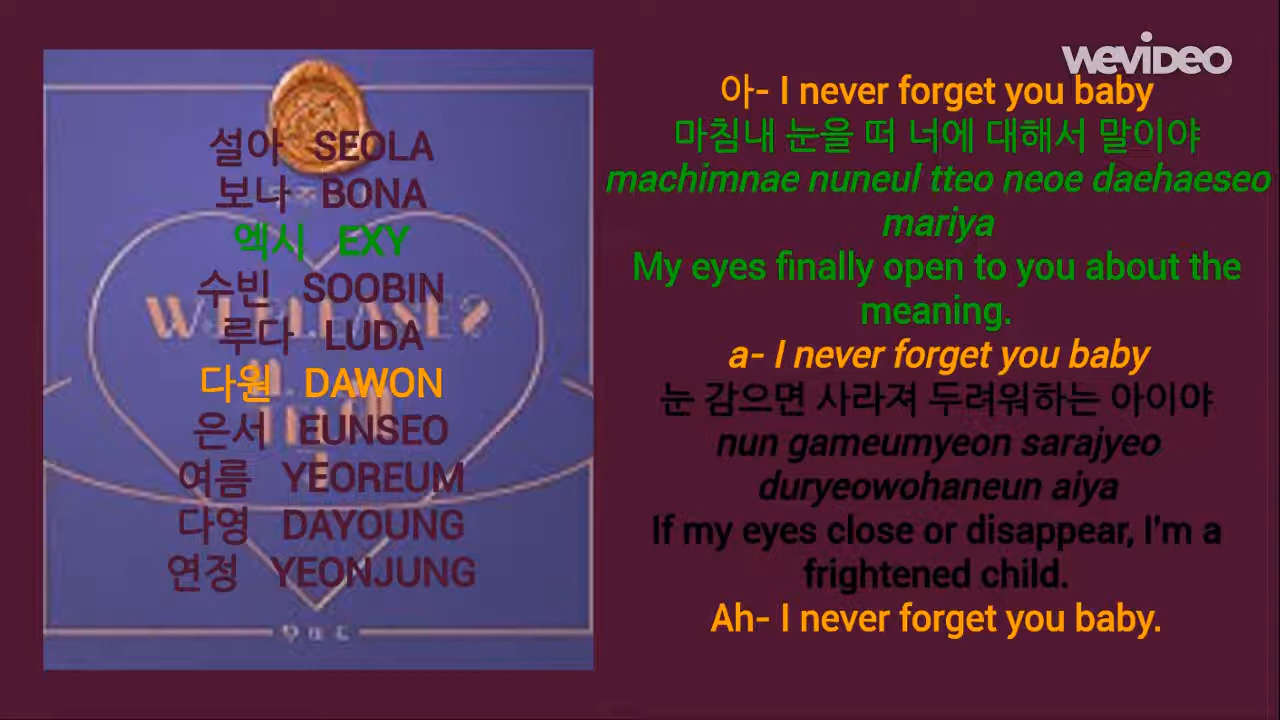 wevideo
설아 SEOLA
보나 BONA
엑시 EXY
수빈 SOOBIN
루다 LUDA
다원 DAWON
은서 EUNSEO
여름 YEOREUM
다영 DAYOUNG
연정 YEONJUNG
WJ PLEASE?
아- I never forget you baby
마침내 눈을 떠 너에 대해서 말이야
machimnae nuneul tteo neoe daehaeseo
mariya
My eyes finally open to you about the
meaning.
a- I never forget you baby
눈 감으면 사라져 두려워하는 아이야
nun gameumyeon sarajyeo
duryeowohaneun aiya
If my eyes close or disappear, I'm a
frightened child.
Ah- I never forget you baby.